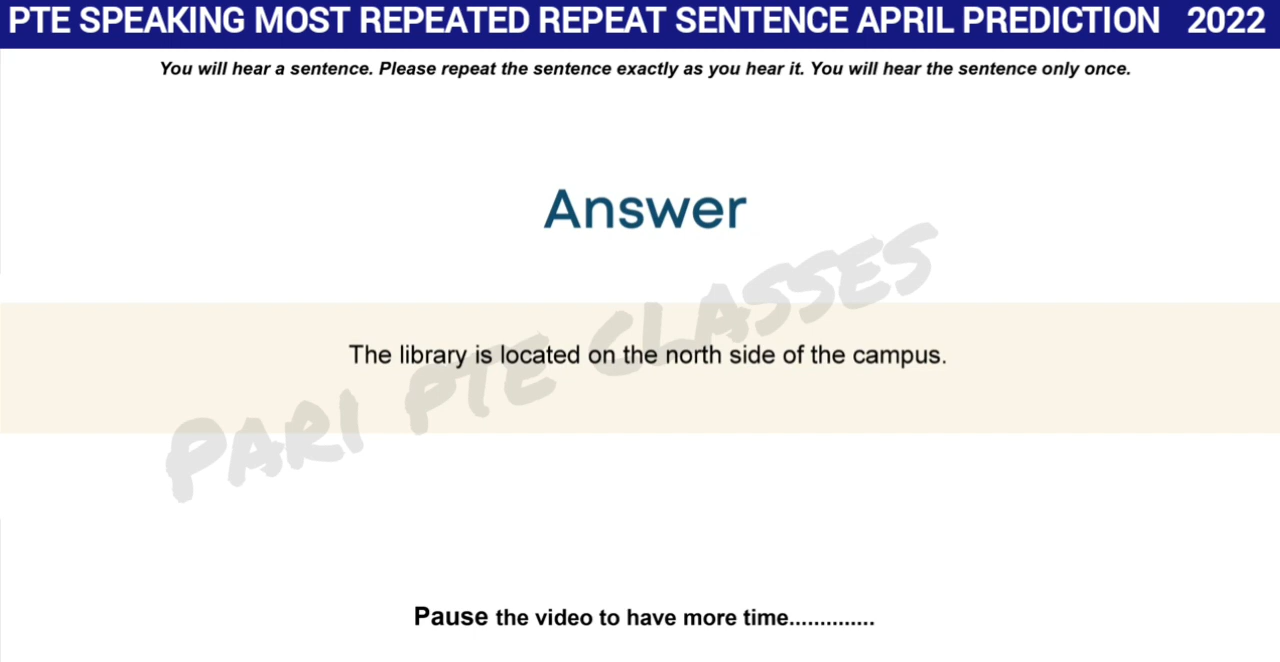 PTE SPEAKING MOST REPEATED REPEAT SENTENCE APRIL PREDICTION 2022
You will hear a sentence. Please repeat the sentence exactly as you hear it. You will hear the sentence only once.
Answer
The library is located on the north side of the campus.
PARI PTE CLASSES
Pause the video to have more time..............